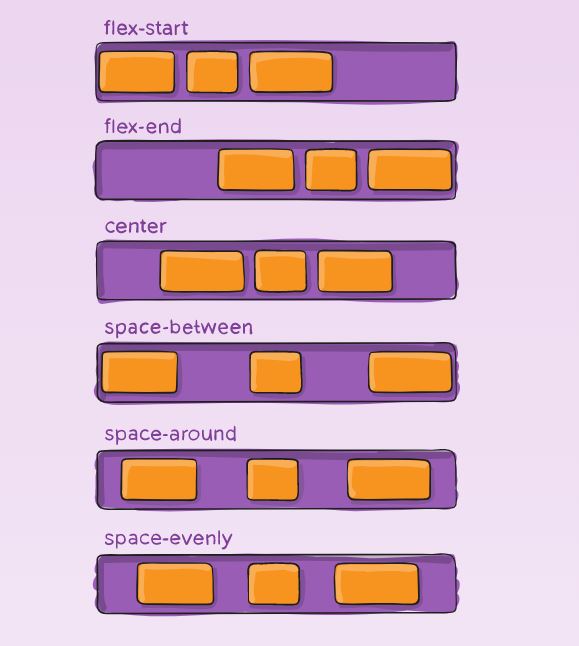 flex-start
flex-end
center
space-between
space-around
space-evenly